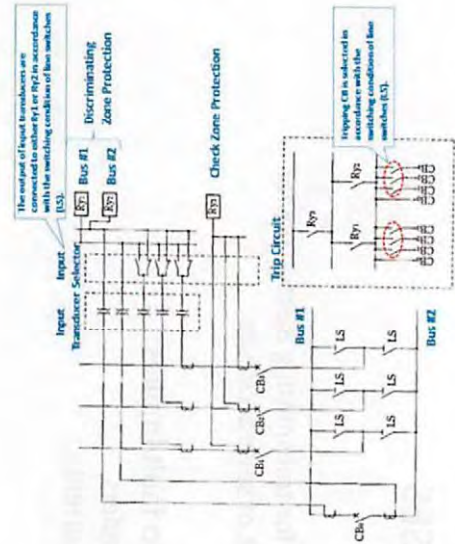 The output of input transducers are
connected to either Ry1 or Ry2 in accordance
with the switching condition of line switches
(LS).
Input
Transducer
Input
Selector
Ry₁
Bus #1
Ry₂
Bus #2
Discriminating
Zone Protection
Ry₃
Check Zone Protection
CB₁
CB₂
CB₃
Bus #1
LS
LS
LS
LS
LS
LS
Bus #2
Trip Circuit
Ry₃
Ry₁
Ry₂
Tripping CB is selected in
accordance with the
switching condition of line
switches (LS).